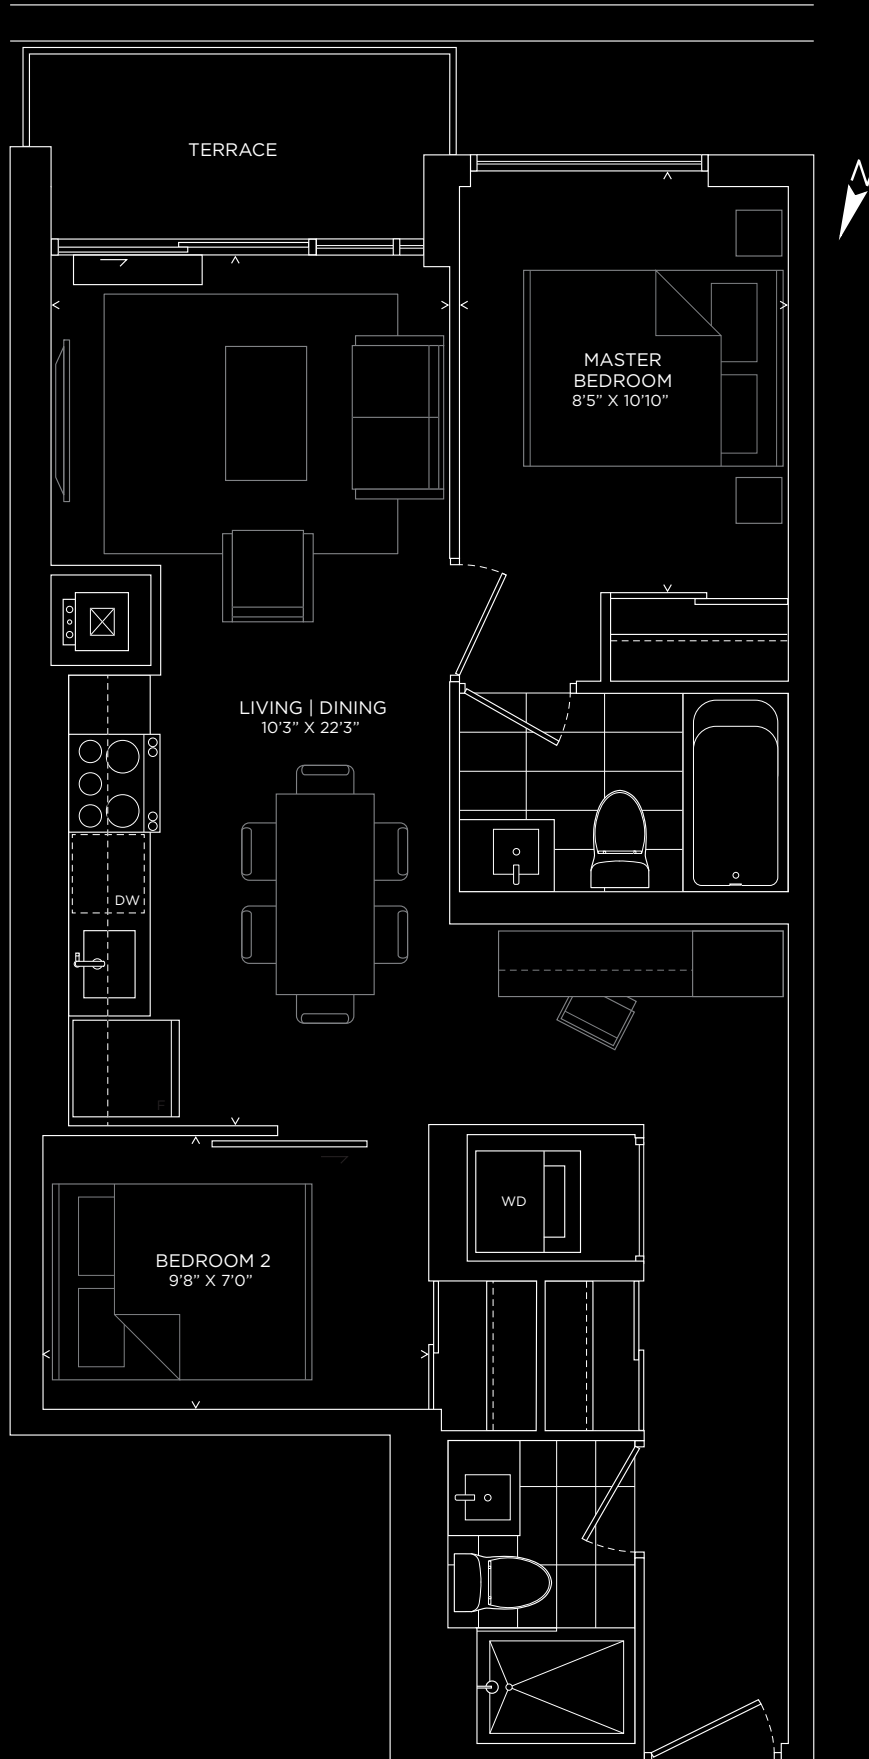 TERRACE
N
MASTER
BEDROOM
8'5” X 10'10”
LIVING | DINING
10'3” X 22'3”
DW
F
WD
BEDROOM 2
9'8” X 7'0”